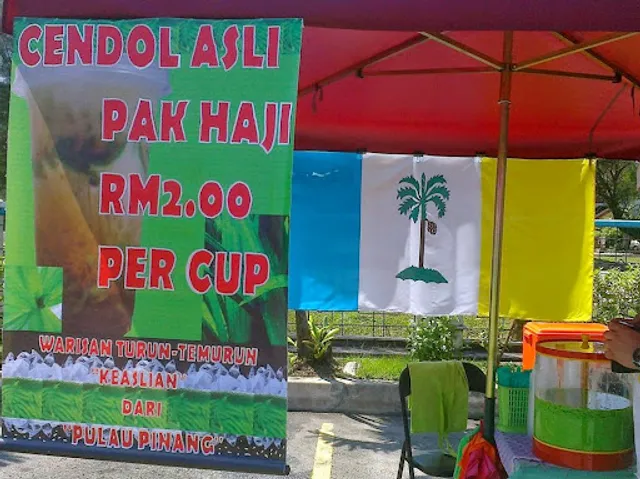 CENDOL ASLI
PAK HAJI
RM2.00
PER CUP
WARISAN TURUN-TEMURUN
"KEASLIAN"
DARI
"PULAU PINANG"